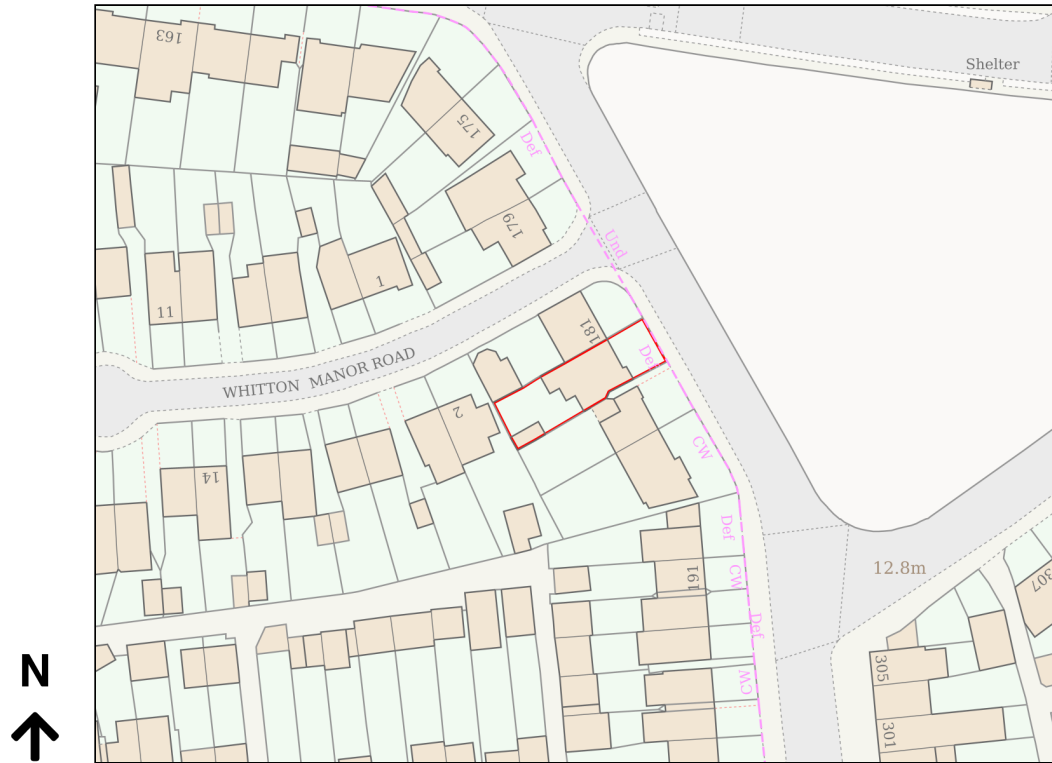 163
Shelter
175
Def
179
Und
1
11
181
WHITTON MANOR ROAD
Def
2
CW
14
Def
12.8m
191
CW
307
Def
N
305
CW
301